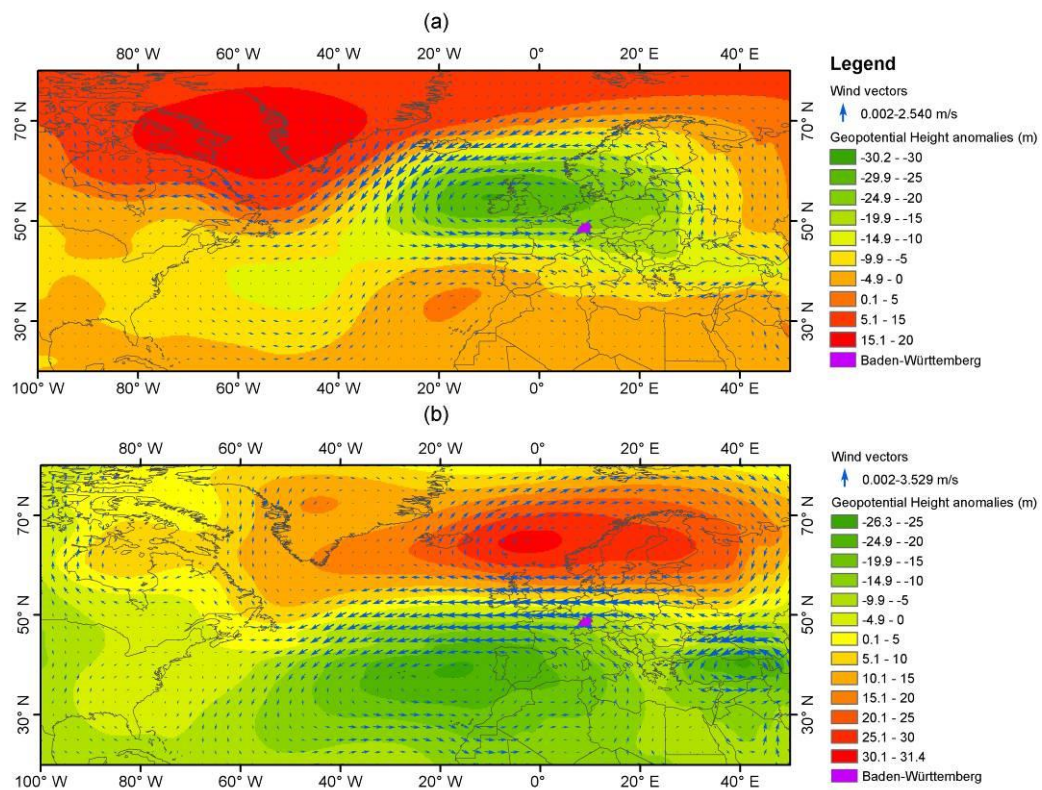 (a)
80° W 60° W 40° W 20° W 0° 20° E 40° E
70° N 70° N
50° N 50° N
30° N 30° N
100° W 80° W 60° W 40° W 20° W 0° 20° E 40° E
Legend
Wind vectors
0.002-2.540 m/s
Geopotential Height anomalies (m)
-30.2 - -30
-29.9 - -25
-24.9 - -20
-19.9 - -15
-14.9 - -10
-9.9 - -5
-4.9 - 0
0.1 - 5
5.1 - 15
15.1 - 20
Baden-Württemberg
(b)
80° W 60° W 40° W 20° W 0° 20° E 40° E
70° N 70° N
50° N 50° N
30° N 30° N
100° W 80° W 60° W 40° W 20° W 0° 20° E 40° E
Wind vectors
0.002-3.529 m/s
Geopotential Height anomalies (m)
-26.3 - -25
-24.9 - -20
-19.9 - -15
-14.9 - -10
-9.9 - -5
-4.9 - 0
0.1 - 5
5.1 - 10
10.1 - 15
15.1 - 20
20.1 - 25
25.1 - 30
30.1 - 31.4
Baden-Württemberg